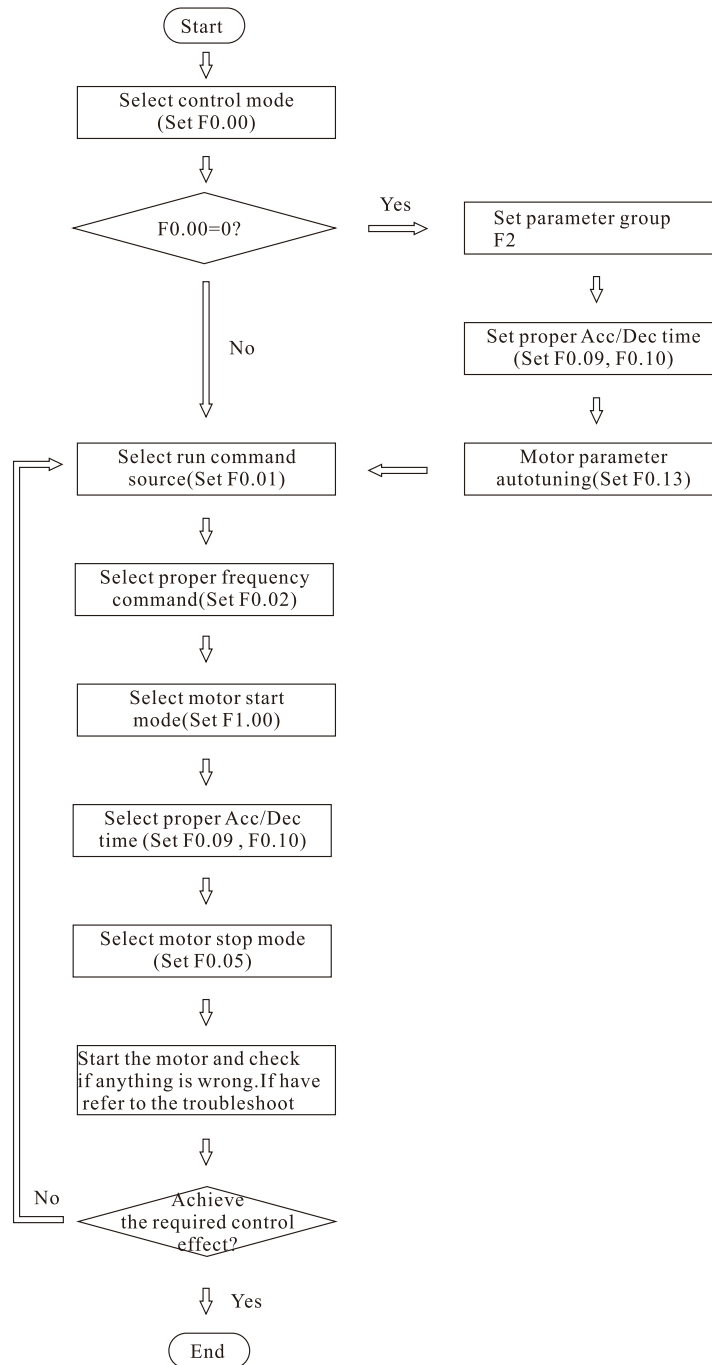 Start
Select control mode
(Set F0.00)
F0.00=0?
Yes
Set parameter group
F2
No
Set proper Acc/Dec time
(Set F0.09, F0.10)
Select run command
source(Set F0.01)
Motor parameter
autotuning(Set F0.13)
Select proper frequency
command(Set F0.02)
Select motor start
mode(Set F1.00)
Select proper Acc/Dec
time (Set F0.09 , F0.10)
Select motor stop mode
(Set F0.05)
Start the motor and check
if anything is wrong.If have
refer to the troubleshoot
No
Achieve
the required control
effect?
Yes
End